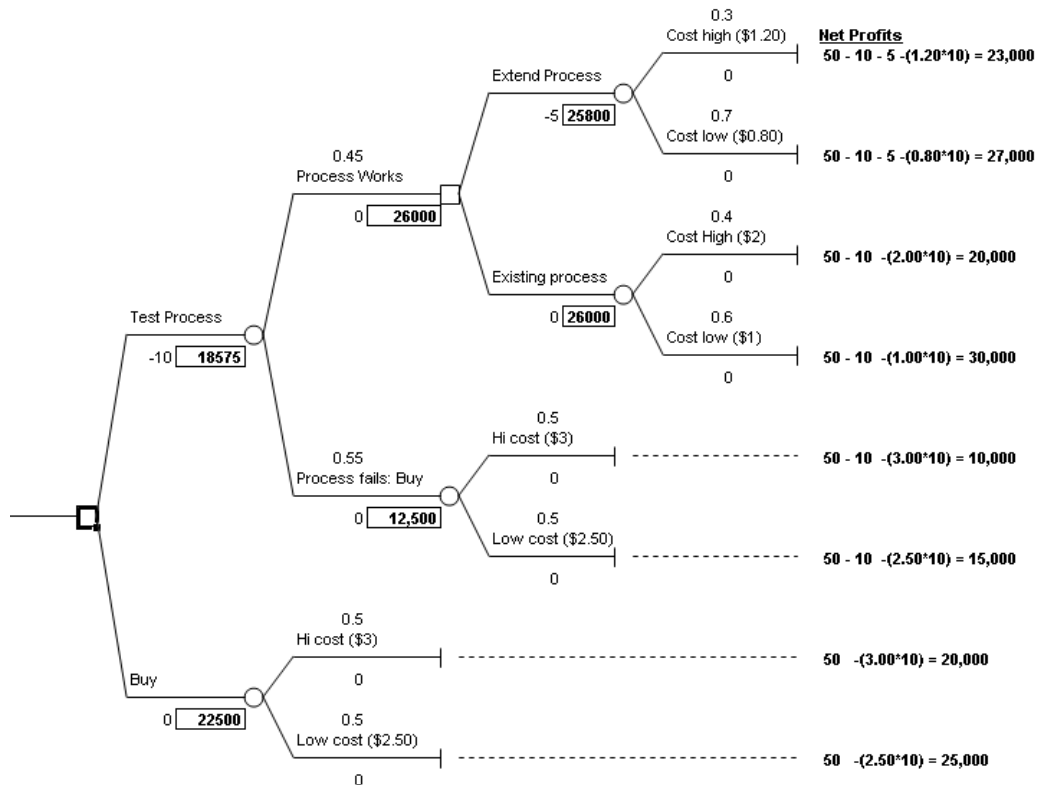 0.3
Cost high ($1.20)
Net Profits
50 - 10 - 5 -(1.20*10) = 23,000
0
Extend Process
-5 25800
0.7
Cost low ($0.80)
50 - 10 - 5 -(0.80*10) = 27,000
0
0.45
Process Works
0 26000
0.4
Cost High ($2)
50 - 10 -(2.00*10) = 20,000
0
Existing process
0 26000
0.6
Cost low ($1)
50 - 10 -(1.00*10) = 30,000
0
Test Process
-10 18575
0.5
Hi cost ($3)
50 - 10 -(3.00*10) = 10,000
0
0.55
Process fails: Buy
0 12,500
0.5
Low cost ($2.50)
50 - 10 -(2.50*10) = 15,000
0
0.5
Hi cost ($3)
50 -(3.00*10) = 20,000
0
Buy
0 22500
0.5
Low cost ($2.50)
50 -(2.50*10) = 25,000
0